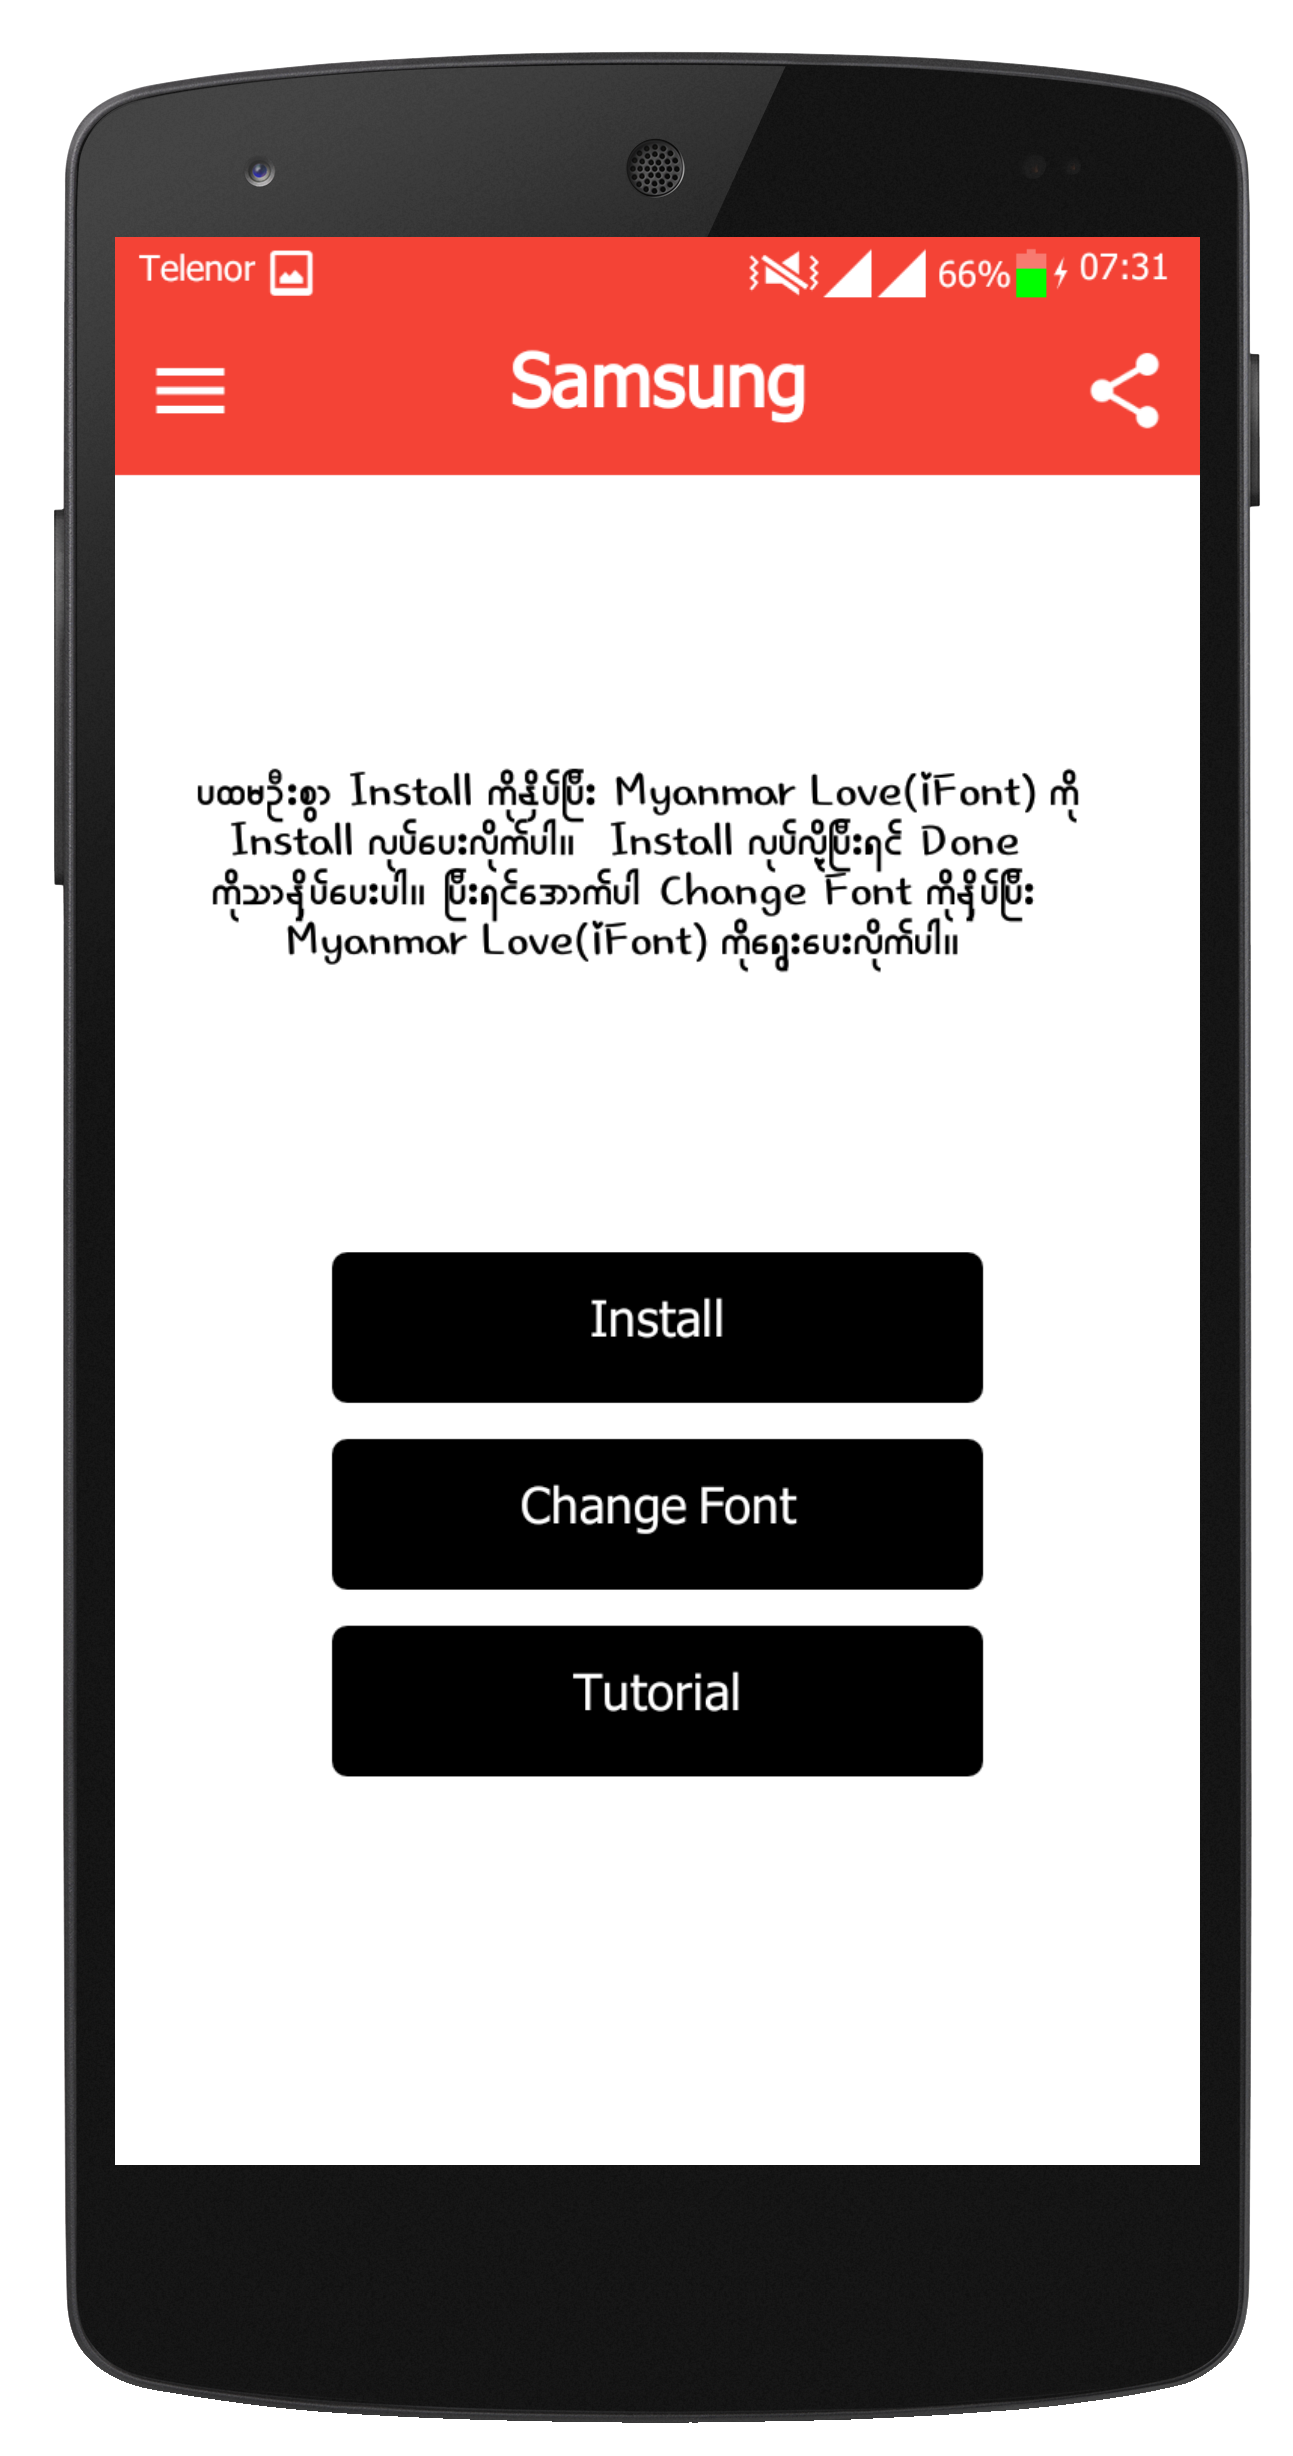 Telenor 66% 07:31
Samsung
ပထမဦးစွာ Install ကိုနှိပ်ပြီး Myanmar Love(iFont) ကို
Install လုပ်ပေးလိုက်ပါ။ Install လုပ်လို့ပြီးရင် Done
ကိုသာနှိပ်ပေးပါ။ ပြီးရင်အောက်ပါ Change Font ကိုနှိပ်ပြီး
Myanmar Love(iFont) ကိုရွေးပေးလိုက်ပါ။
Install
Change Font
Tutorial